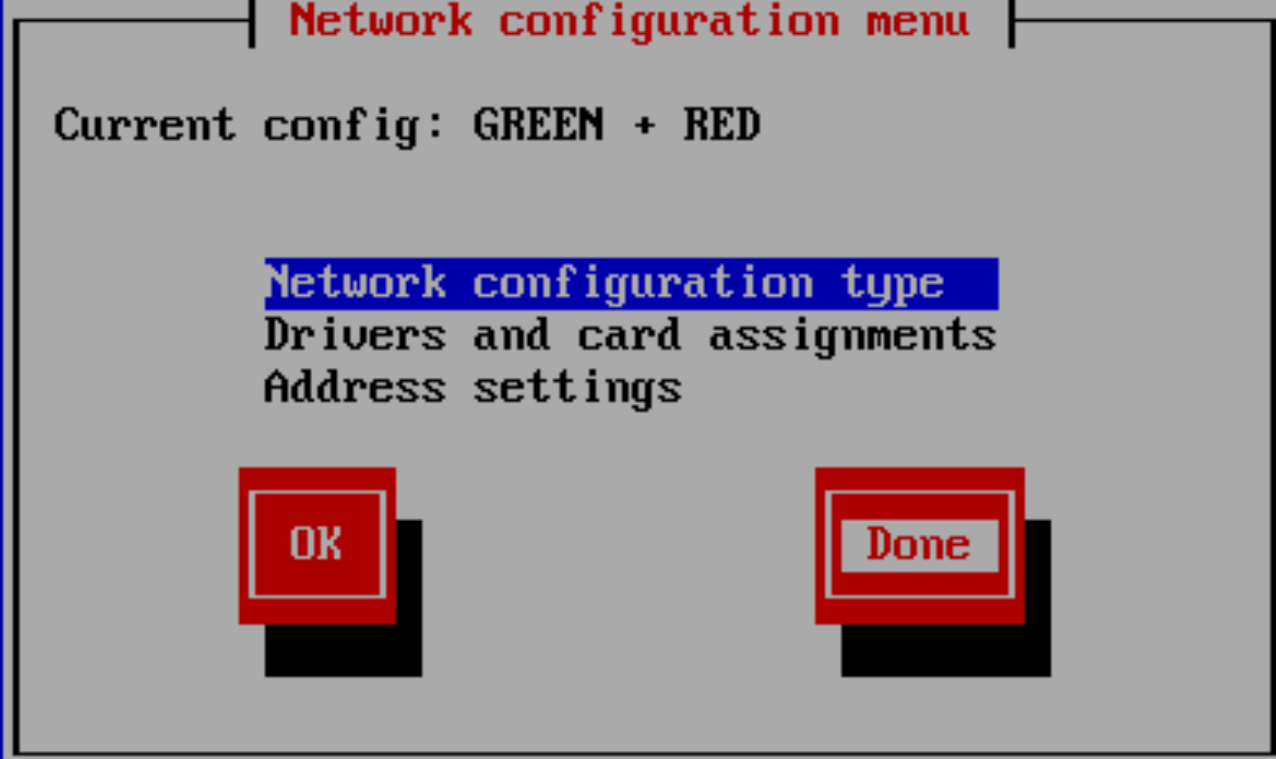 Network configuration menu
Current config: GREEN + RED
Network configuration type
Drivers and card assignments
Address settings
OK Done